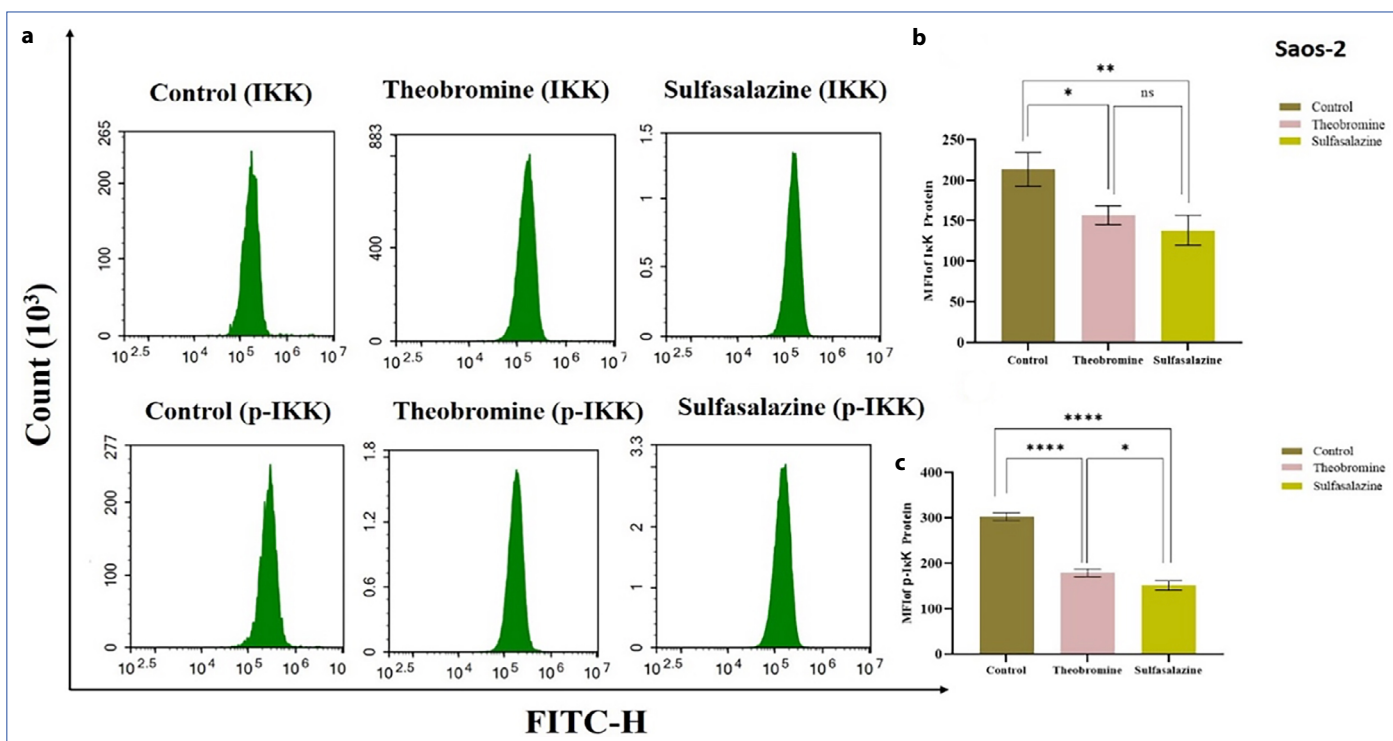 a
Control (IKK)
Theobromine (IKK)
Sulfasalazine (IKK)
265
200
100
0
10^2.5 10^4 10^5 10^6 10^7
883
400
0
10^2.5 10^4 10^5 10^6 10^7
1.5
1
0.5
0
10^2.5 10^4 10^5 10^6 10^7
Control (p-IKK)
Theobromine (p-IKK)
Sulfasalazine (p-IKK)
277
200
100
0
10^2.5 10^4 10^5 10^6 10
1.8
1.2
0.6
0
10^2.5 10^4 10^5 10^6 10^7
3.3
2
1
0
10^2.5 10^4 10^5 10^6 10^7
Count (10^3)
FITC-H
b
Saos-2
**
*
ns
Control
Theobromine
Sulfasalazine
250
200
150
100
50
0
MFI of IκK Protein
Control Theobromine Sulfasalazine
c
****
****
*
Control
Theobromine
Sulfasalazine
400
300
200
100
0
MFI of p-IκK Protein
Control Theobromine Sulfasalazine